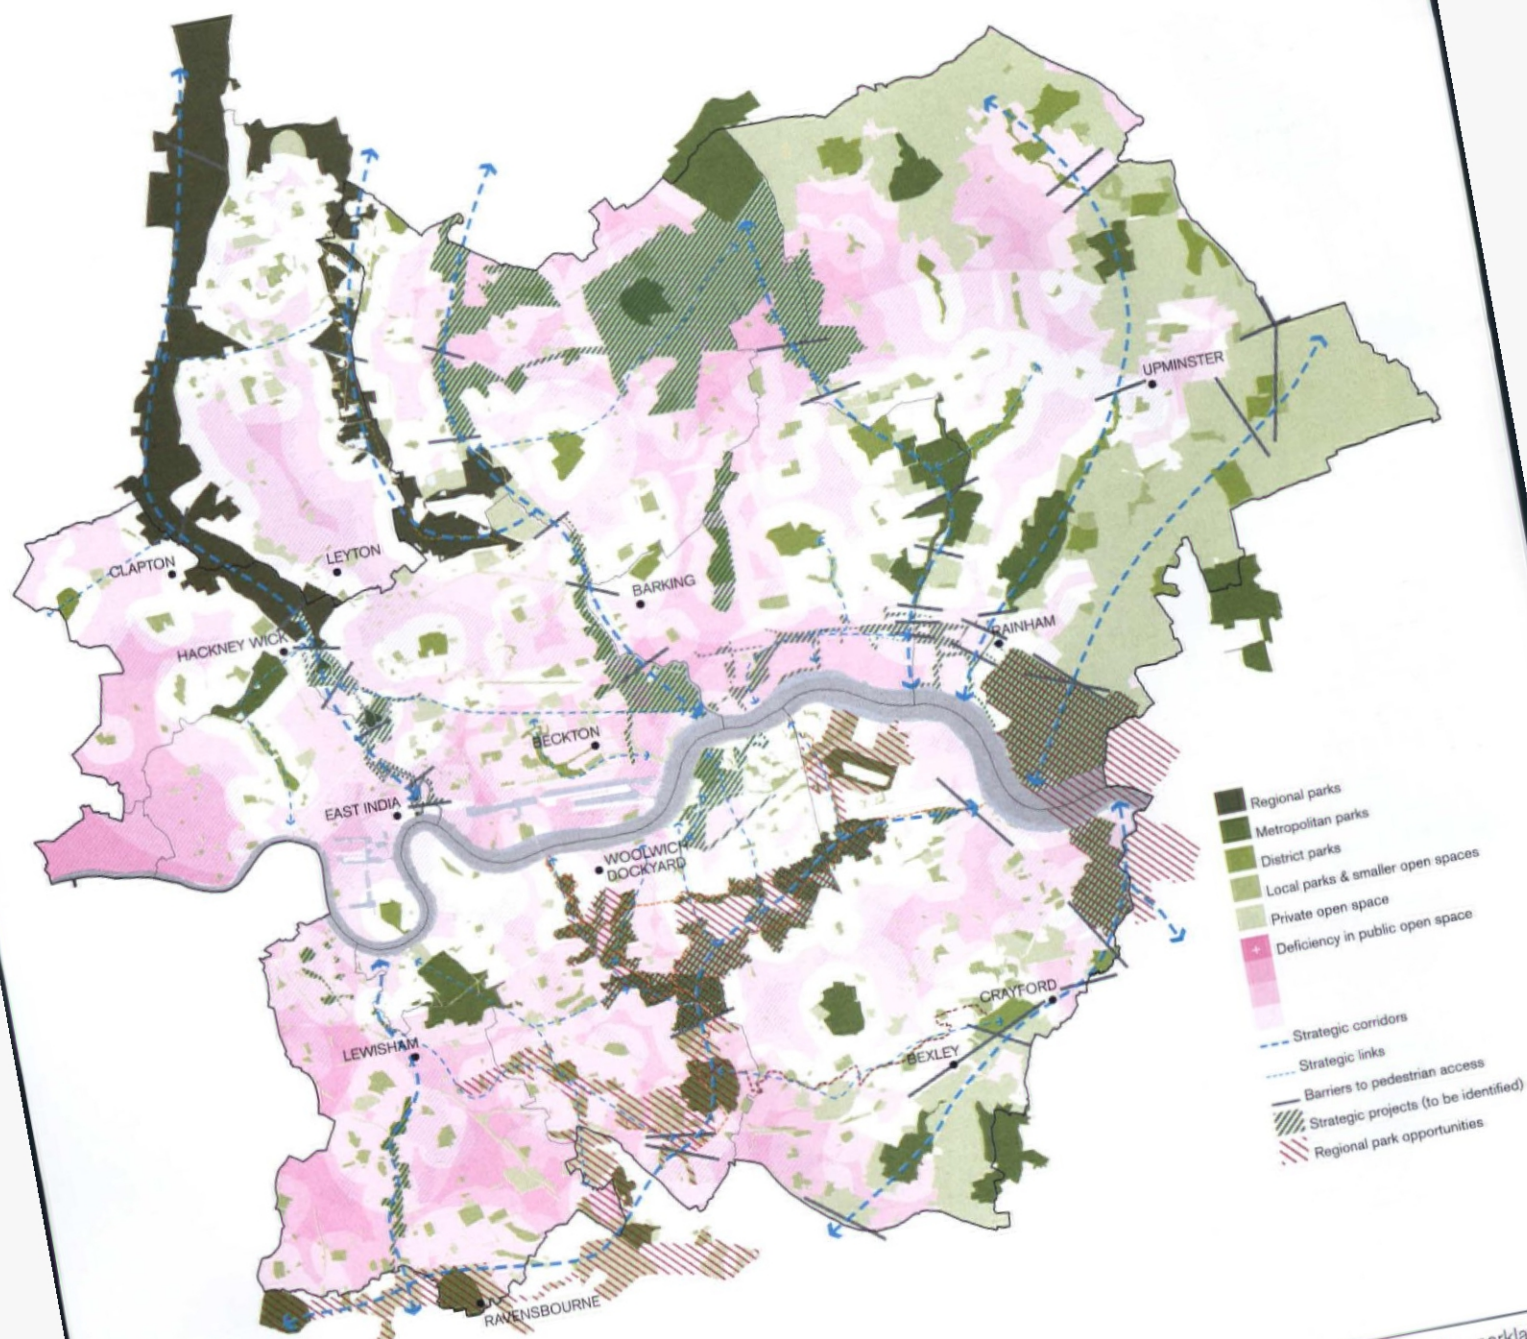 UPMINSTER
CLAPTON
LEYTON
BARKING
HACKNEY WICK
RAINHAM
BECKTON
EAST INDIA
WOOLWICH
DOCKYARD
CRAYFORD
LEWISHAM
BEXLEY
RAVENSBOURNE
Regional parks
Metropolitan parks
District parks
Local parks & smaller open spaces
Private open space
+ Deficiency in public open space
Strategic corridors
Strategic links
Barriers to pedestrian access
Strategic projects (to be identified)
Regional park opportunities